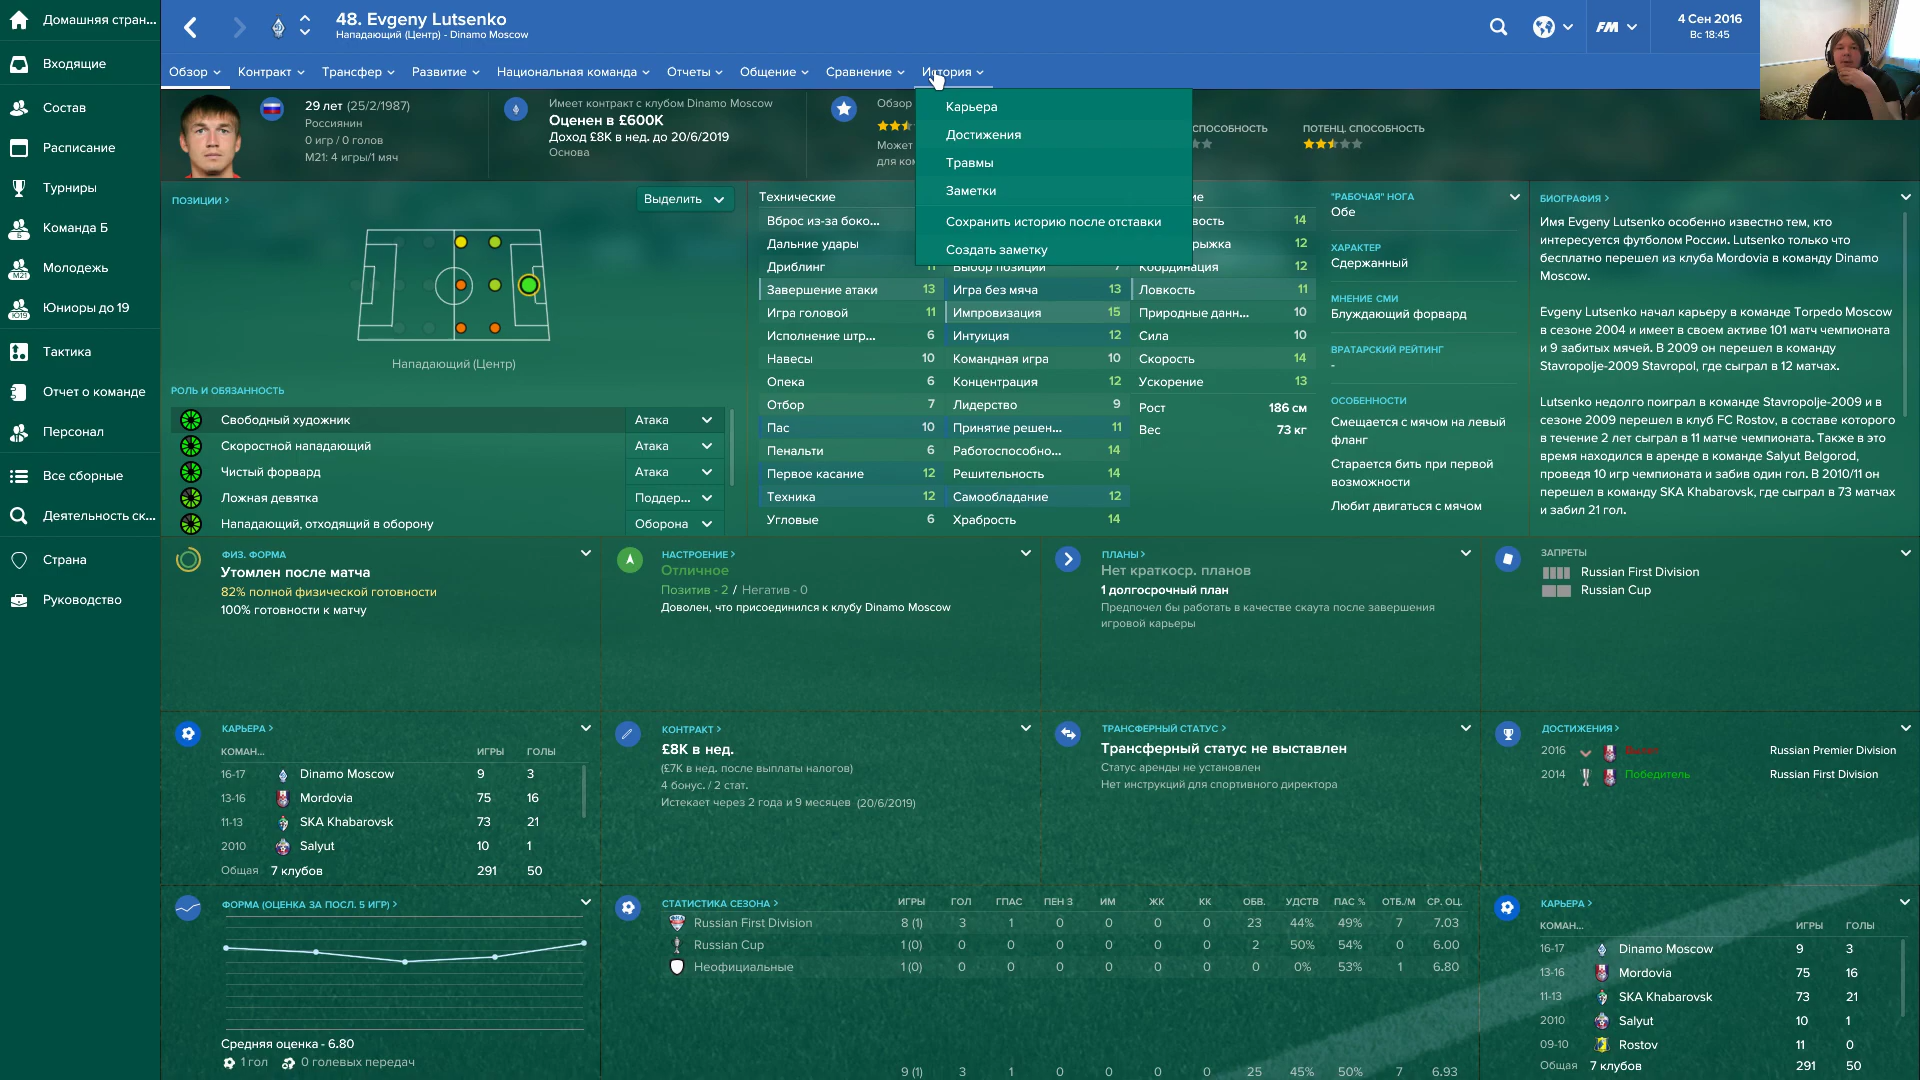 Домашняя стран...
Входящие
Состав
Расписание
Турниры
Команда Б
Молодежь
Юниоры до 19
Тактика
Отчет о команде
Персонал
Все сборные
Деятельность ск...
Страна
Руководство
48. Evgeny Lutsenko
Нападающий (Центр) - Dinamo Moscow
FM
4 Сен 2016
Вс 18:45
Обзор
Контракт
Трансфер
Развитие
Национальная команда
Отчеты
Общение
Сравнение
История
Карьера
Достижения
Травмы
Заметки
Сохранить историю после отставки
Создать заметку
29 лет (25/2/1987)
Россиянин
0 игр / 0 голов
М21: 4 игры/1 мяч
Имеет контракт с клубом Dinamo Moscow
Оценен в £600K
Доход £8K в нед. до 20/6/2019
Основа
Обзор
Может
для ком
СПОСОБНОСТЬ
ПОТЕНЦ. СПОСОБНОСТЬ
ПОЗИЦИИ >
Выделить
Нападающий (Центр)
РОЛЬ И ОБЯЗАННОСТЬ
Свободный художник Атака
Скоростной нападающий Атака
Чистый форвард Атака
Ложная девятка Поддер...
Нападающий, отходящий в оборону Оборона
Технические
Вброс из-за боко...
Дальние удары
Дриблинг 11
Завершение атаки 13
Игра головой 11
Исполнение штр... 6
Навесы 10
Опека 6
Отбор 7
Пас 10
Пенальти 6
Первое касание 12
Техника 12
Угловые 6
Выбор позиции 7
Игра без мяча 13
Импровизация 15
Интуиция 12
Командная игра 10
Концентрация 12
Лидерство 9
Принятие решен... 11
Работоспособно... 14
Решительность 14
Самообладание 12
Храбрость 14
ие
вость 14
рыжка 12
Координация 12
Ловкость 11
Природные данн... 10
Сила 10
Скорость 14
Ускорение 13
Рост 186 см
Вес 73 кг
"РАБОЧАЯ" НОГА
Обе
ХАРАКТЕР
Сдержанный
МНЕНИЕ СМИ
Блуждающий форвард
ВРАТАРСКИЙ РЕЙТИНГ
-
ОСОБЕННОСТИ
Смещается с мячом на левый
фланг
Старается бить при первой
возможности
Любит двигаться с мячом
БИОГРАФИЯ >
Имя Evgeny Lutsenko особенно известно тем, кто
интересуется футболом России. Lutsenko только что
бесплатно перешел из клуба Mordovia в команду Dinamo
Moscow.
Evgeny Lutsenko начал карьеру в команде Torpedo Moscow
в сезоне 2004 и имеет в своем активе 101 матч чемпионата
и 9 забитых мячей. В 2009 он перешел в команду
Stavropolje-2009 Stavropol, где сыграл в 12 матчах.
Lutsenko недолго поиграл в команде Stavropolje-2009 и в
сезоне 2009 перешел в клуб FC Rostov, в составе которого
в течение 2 лет сыграл в 11 матче чемпионата. Также в это
время находился в аренде в команде Salyut Belgorod,
проведя 10 игр чемпионата и забив один гол. В 2010/11 он
перешел в команду SKA Khabarovsk, где сыграл в 73 матчах
и забил 21 гол.
ФИЗ. ФОРМА
Утомлен после матча
82% полной физической готовности
100% готовности к матчу
НАСТРОЕНИЕ >
Отличное
Позитив - 2 / Негатив - 0
Доволен, что присоединился к клубу Dinamo Moscow
ПЛАНЫ >
Нет краткоср. планов
1 долгосрочный план
Предпочел бы работать в качестве скаута после завершения
игровой карьеры
ЗАПРЕТЫ
Russian First Division
Russian Cup
КАРЬЕРА >
КОМАН... ИГРЫ ГОЛЫ
16-17 Dinamo Moscow 9 3
13-16 Mordovia 75 16
11-13 SKA Khabarovsk 73 21
2010 Salyut 10 1
Общая 7 клубов 291 50
КОНТРАКТ >
£8K в нед.
(£7K в нед. после выплаты налогов)
4 бонус. / 2 стат.
Истекает через 2 года и 9 месяцев (20/6/2019)
ТРАНСФЕРНЫЙ СТАТУС >
Трансферный статус не выставлен
Статус аренды не установлен
Нет инструкций для спортивного директора
ДОСТИЖЕНИЯ >
2016 Russian Premier Division
2014 Победитель Russian First Division
ФОРМА (ОЦЕНКА ЗА ПОСЛ. 5 ИГР) >
Средняя оценка - 6.80
1 гол 0 голевых передач
СТАТИСТИКА СЕЗОНА > ИГРЫ ГОЛ ГПАС ПЕН З ИМ ЖК КК ОБВ. УДСТВ ПАС % ОТБ./М СР. ОЦ.
Russian First Division 8 (1) 3 1 0 0 0 0 23 44% 49% 7 7.03
Russian Cup 1 (0) 0 0 0 0 0 0 2 50% 54% 0 6.00
Неофициальные 1 (0) 0 0 0 0 0 0 0 0% 53% 1 6.80
9 (1) 3 1 0 0 0 0 25 45% 50% 7 6.93
КАРЬЕРА >
КОМАН... ИГРЫ ГОЛЫ
16-17 Dinamo Moscow 9 3
13-16 Mordovia 75 16
11-13 SKA Khabarovsk 73 21
2010 Salyut 10 1
09-10 Rostov 11 0
Общая 7 клубов 291 50